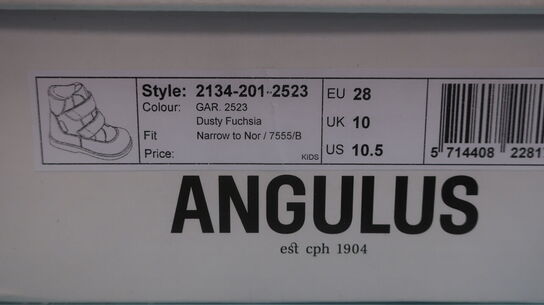 Style: 2134-201-2523
Colour: GAR. 2523
Dusty Fuchsia
Fit Narrow to Nor / 7555/B
Price:
KIDS
EU 28
UK 10
US 10.5
5 714408
ANGULUS
est cph 1904